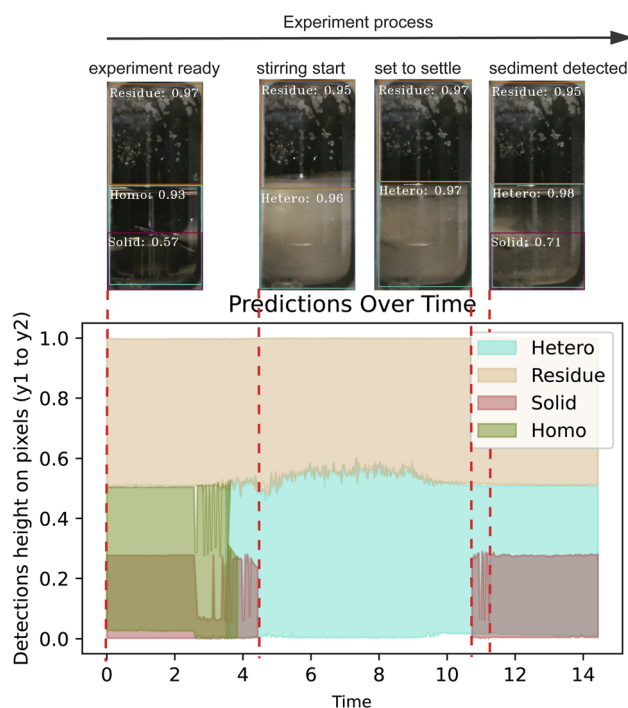 Experiment process
experiment ready
stirring start
set to settle
sediment detected
Residue: 0.97
Residue: 0.95
Residue: 0.97
Residue: 0.95
Homo: 0.93
Hetero: 0.96
Hetero: 0.97
Hetero: 0.98
Solid: 0.57
Solid: 0.71
Predictions Over Time
Detections height on pixels (y1 to y2)
1.0
0.8
0.6
0.4
0.2
0.0
Hetero
Residue
Solid
Homo
0 2 4 6 8 10 12 14
Time